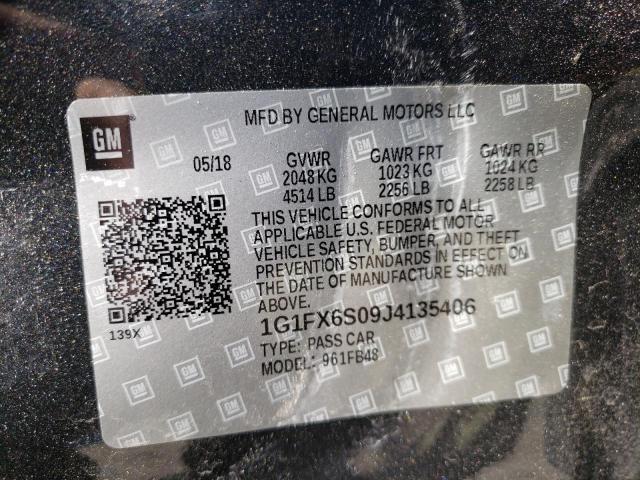 GM
MFD BY GENERAL MOTORS LLC
05/18 GVWR GAWR FRT GAWR RR
2048 KG 1023 KG 1024 KG
4514 LB 2256 LB 2258 LB
THIS VEHICLE CONFORMS TO ALL
APPLICABLE U.S. FEDERAL MOTOR
VEHICLE SAFETY, BUMPER, AND THEFT
PREVENTION STANDARDS IN EFFECT ON
THE DATE OF MANUFACTURE SHOWN
ABOVE.
139X
1G1FX6S09J4135406
TYPE: PASS CAR
MODEL: 961FB48